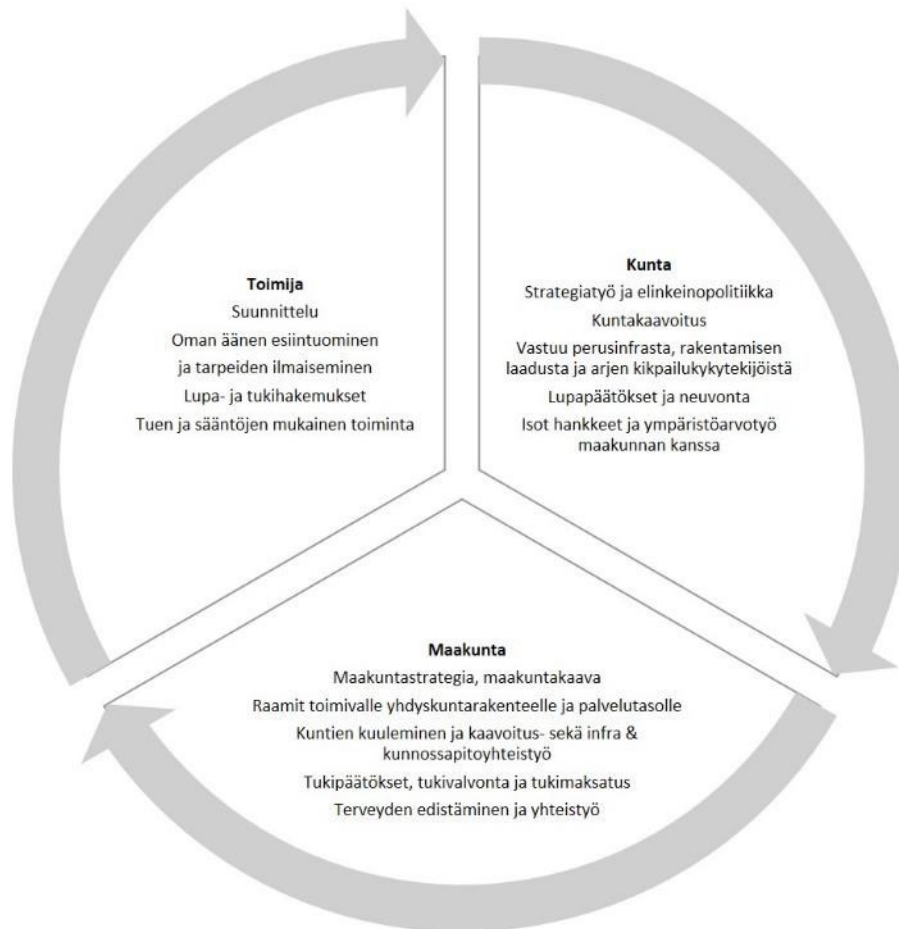 Toimija
Suunnittelu
Oman äänen esiintuominen
ja tarpeiden ilmaiseminen
Lupa- ja tukihakemukset
Tuen ja sääntöjen mukainen toiminta
Kunta
Strategiatyö ja elinkeinopolitiikka
Kuntakaavoitus
Vastuu perusinfrasta, rakentamisen
laadusta ja arjen kikpailukykytekijöistä
Lupapäätökset ja neuvonta
Isot hankkeet ja ympäristöarvotyö
maakunnan kanssa
Maakunta
Maakuntastrategia, maakuntakaava
Raamit toimivalle yhdyskuntarakenteelle ja palvelutasolle
Kuntien kuuleminen ja kaavoitus- sekä infra &
kunnossapitoyhteistyö
Tukipäätökset, tukivalvonta ja tukimaksatus
Terveyden edistäminen ja yhteistyö